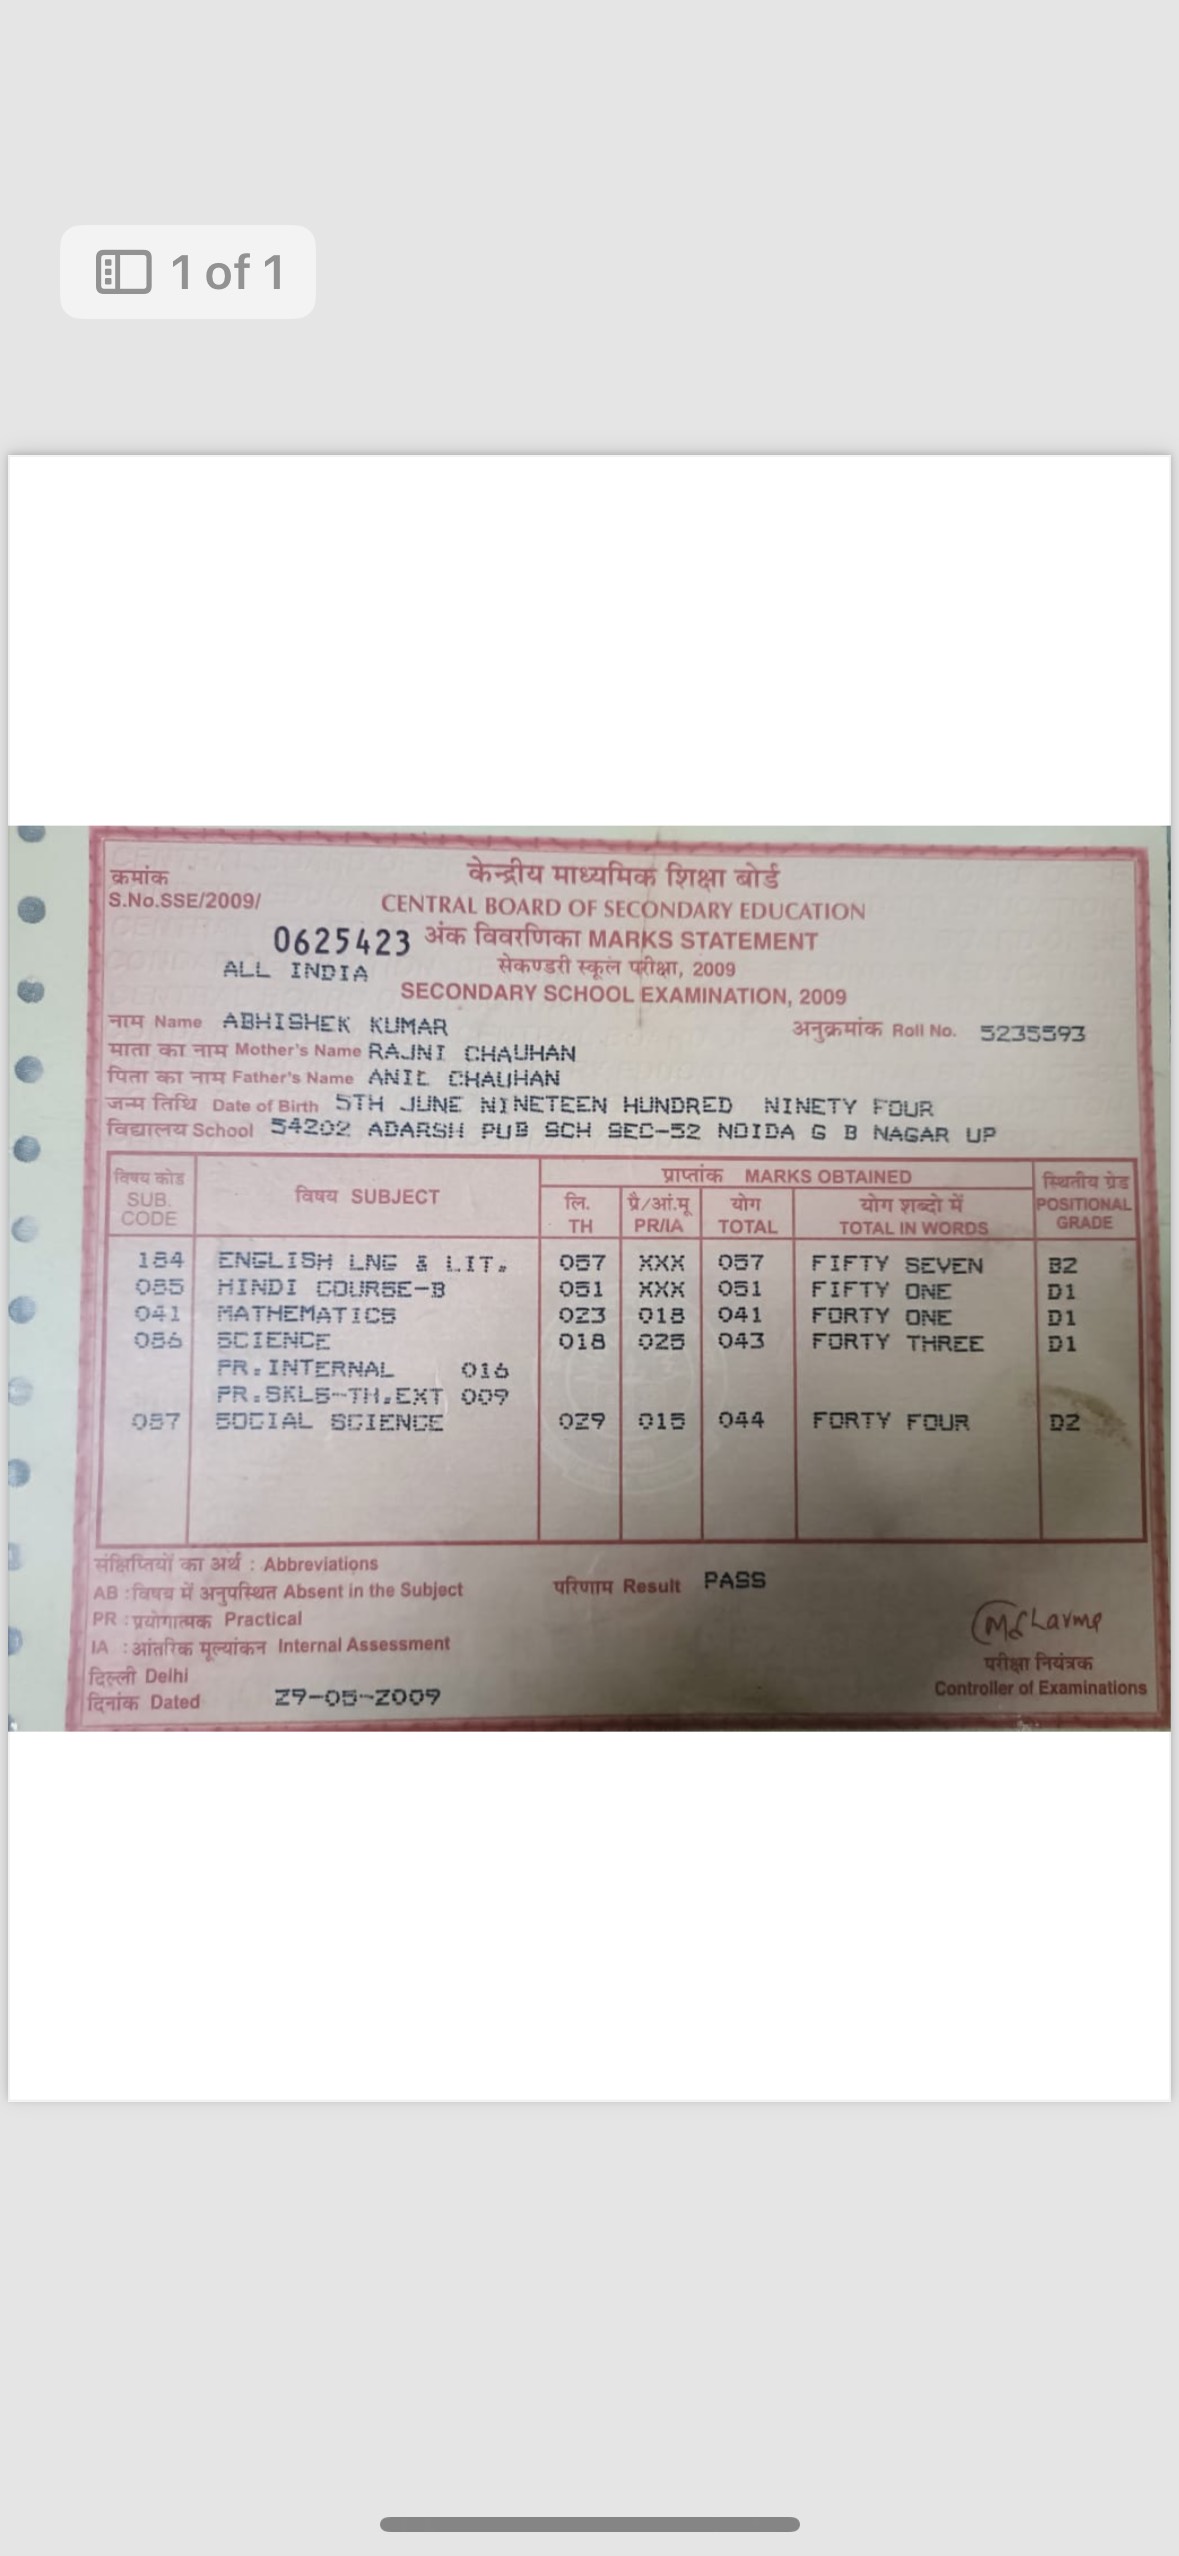 1 of 1
क्रमांक
S.No.SSE/2009/
केन्द्रीय माध्यमिक शिक्षा बोर्ड
CENTRAL BOARD OF SECONDARY EDUCATION
0625423 अंक विवरणिका MARKS STATEMENT
ALL INDIA सेकण्डरी स्कूल परीक्षा, 2009
SECONDARY SCHOOL EXAMINATION, 2009
नाम Name ABHISHEK KUMAR अनुक्रमांक Roll No. 5235593
माता का नाम Mother's Name RAJNI CHAUHAN
पिता का नाम Father's Name ANIL CHAUHAN
जन्म तिथि Date of Birth 5TH JUNE NINETEEN HUNDRED NINETY FOUR
विद्यालय School 54202 ADARSH PUB SCH SEC-52 NOIDA G B NAGAR UP
विषय कोड SUB. CODE विषय SUBJECT प्राप्तांक MARKS OBTAINED स्थितीय ग्रेड POSITIONAL GRADE
लि. TH प्रै/आं.मू PR/IA योग TOTAL योग शब्दो में TOTAL IN WORDS
184 ENGLISH LNG & LIT. 057 XXX 057 FIFTY SEVEN B2
085 HINDI COURSE-B 051 XXX 051 FIFTY ONE D1
041 MATHEMATICS 023 018 041 FORTY ONE D1
086 SCIENCE 018 025 043 FORTY THREE D1
PR.INTERNAL 016
PR.SKLS-TH.EXT 009
087 SOCIAL SCIENCE 029 015 044 FORTY FOUR D2
संक्षिप्तियों का अर्थ : Abbreviations
AB : विषय में अनुपस्थित Absent in the Subject परिणाम Result PASS
PR : प्रयोगात्मक Practical
IA : आंतरिक मूल्यांकन Internal Assessment
MSharma
दिल्ली Delhi परीक्षा नियंत्रक
दिनांक Dated 29-05-2009 Controller of Examinations